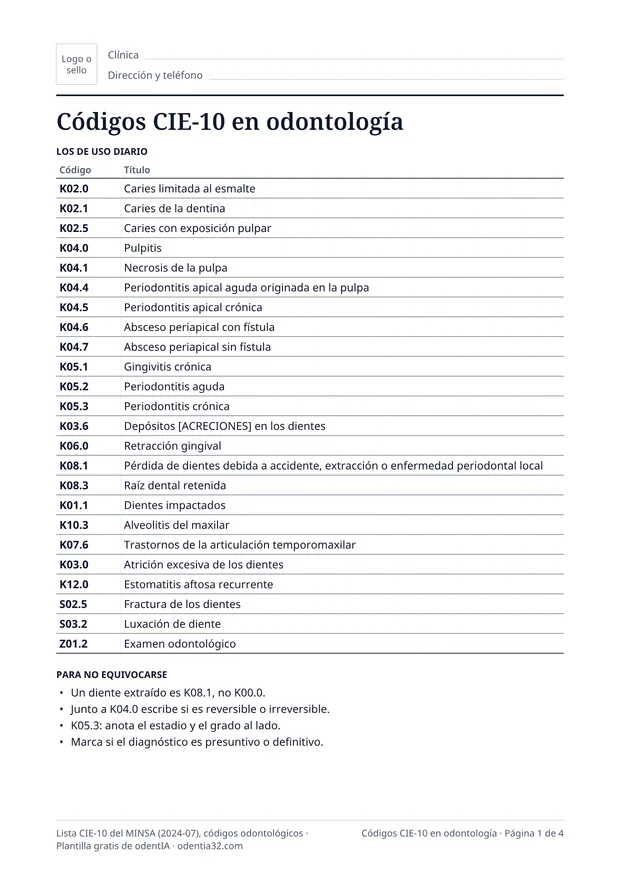 Logo o
sello
Clínica
Dirección y teléfono
Códigos CIE-10 en odontología
LOS DE USO DIARIO
Código Título
K02.0 Caries limitada al esmalte
K02.1 Caries de la dentina
K02.5 Caries con exposición pulpar
K04.0 Pulpitis
K04.1 Necrosis de la pulpa
K04.4 Periodontitis apical aguda originada en la pulpa
K04.5 Periodontitis apical crónica
K04.6 Absceso periapical con fístula
K04.7 Absceso periapical sin fístula
K05.1 Gingivitis crónica
K05.2 Periodontitis aguda
K05.3 Periodontitis crónica
K03.6 Depósitos [ACRECIONES] en los dientes
K06.0 Retracción gingival
K08.1 Pérdida de dientes debida a accidente, extracción o enfermedad periodontal local
K08.3 Raíz dental retenida
K01.1 Dientes impactados
K10.3 Alveolitis del maxilar
K07.6 Trastornos de la articulación temporomaxilar
K03.0 Atrición excesiva de los dientes
K12.0 Estomatitis aftosa recurrente
S02.5 Fractura de los dientes
S03.2 Luxación de diente
Z01.2 Examen odontológico
PARA NO EQUIVOCARSE
• Un diente extraído es K08.1, no K00.0.
• Junto a K04.0 escribe si es reversible o irreversible.
• K05.3: anota el estadio y el grado al lado.
• Marca si el diagnóstico es presuntivo o definitivo.
Lista CIE-10 del MINSA (2024-07), códigos odontológicos ·
Plantilla gratis de odentIA · odentia32.com
Códigos CIE-10 en odontología · Página 1 de 4